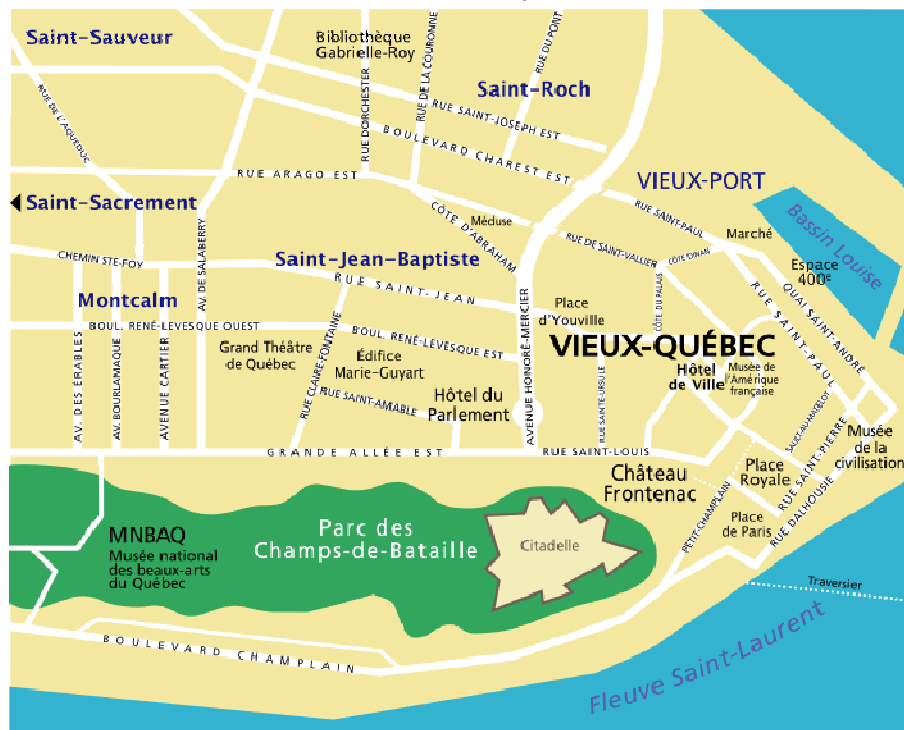 Saint-Sauveur
Bibliothèque
Gabrielle-Roy
RUE DU PONT
RUE DE LA COURONNE
RUE DORCHESTER
Saint-Roch
RUE DE L'AQUEDUC
RUE SAINT-JOSEPH EST
BOULEVARD CHAREST EST
RUE ARAGO EST
VIEUX-PORT
Saint-Sacrement
CÔTE D'ABRAHAM
Méduse
RUE SAINT-PAUL
Bassin Louise
Marché
RUE DE SAINT-VALLIER
CÔTE DINAN
CHEMIN STE-FOY
AV. DE SALABERRY
Saint-Jean-Baptiste
RUE SAINT-JEAN
Espace
400e
Montcalm
CÔTE DU PALAIS
RUE SAINT-PAUL
QUAI SAINT-ANDRÉ
Place
d'Youville
BOUL. RENÉ-LEVESQUE OUEST
BOUL. RENÉ-LEVESQUE EST
AVENUE HONORÉ-MERCIER
VIEUX-QUÉBEC
Grand Théâtre
de Québec
RUE CLAIRE-FONTAINE
Édifice
Marie-Guyart
Hôtel
de Ville
Musée de
l'Amérique
française
AV. DES ÉRABLES
AV. BOURLAMAQUE
AVENUE CARTIER
RUE SAINT-AMABLE
Hôtel du
Parlement
RUE SAINTE-URSULE
SAULT-AU-MATELOT
RUE SAINT-PIERRE
Musée
de la
civilisation
GRANDE ALLÉE EST
RUE SAINT-LOUIS
Château
Frontenac
Place
Royale
RUE DALHOUSIE
PETIT-CHAMPLAIN
Place
de Paris
MNBAQ
Musée national
des beaux-arts
du Québec
Parc des
Champs-de-Bataille
Citadelle
Traversier
BOULEVARD CHAMPLAIN
Fleuve Saint-Laurent